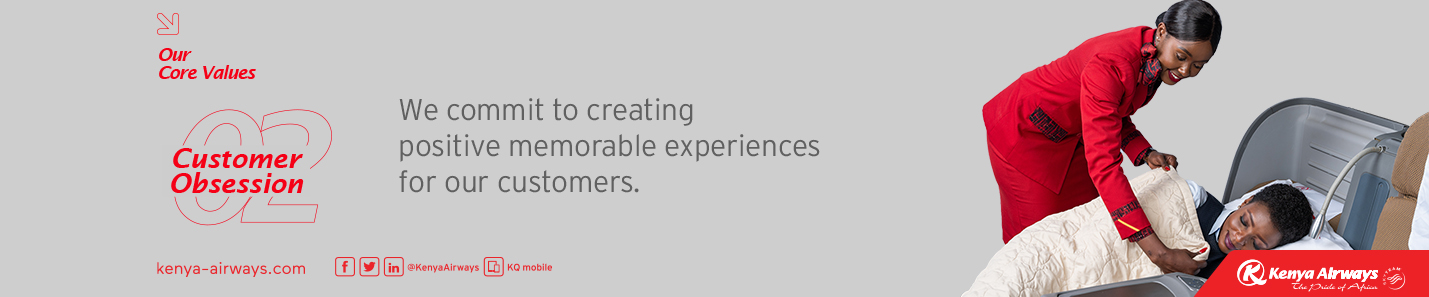 Our
Core Values
02
Customer
Obsession
We commit to creating
positive memorable experiences
for our customers.
kenya-airways.com
@KenyaAirways KQ mobile
Kenya Airways
The Pride of Africa
SKYTEAM